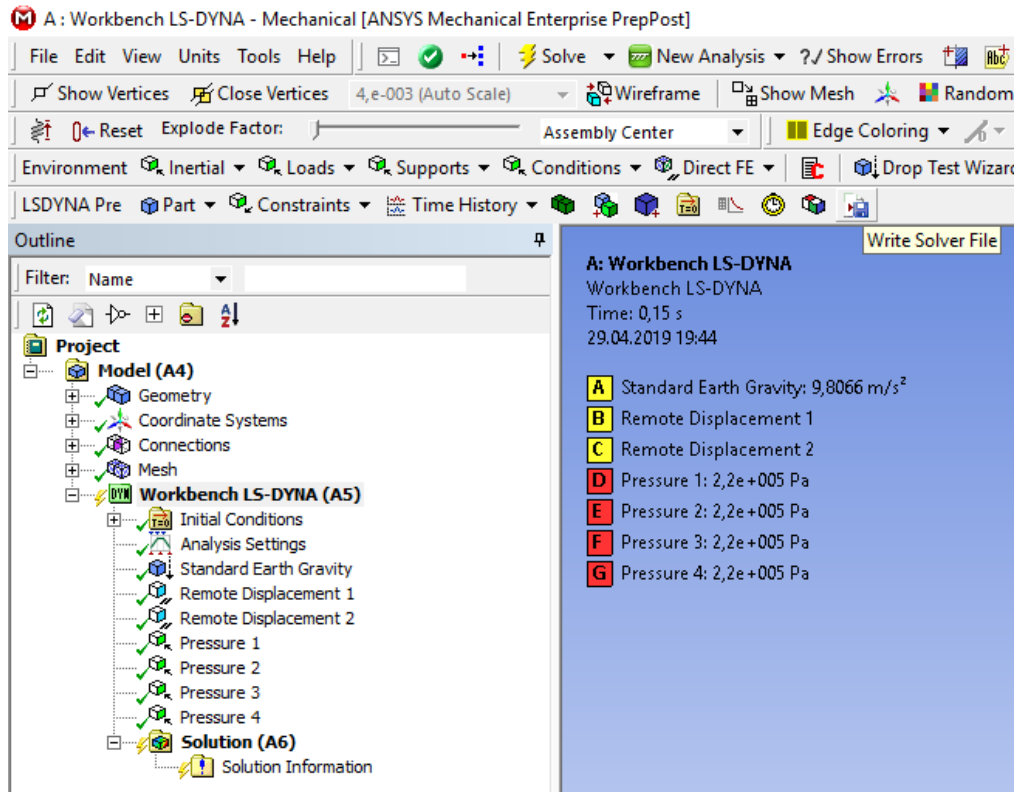 A : Workbench LS-DYNA - Mechanical [ANSYS Mechanical Enterprise PrepPost]
File Edit View Units Tools Help Solve New Analysis ?/ Show Errors Abc
Show Vertices Close Vertices 4,e-003 (Auto Scale) Wireframe Show Mesh Random
Reset Explode Factor: Assembly Center Edge Coloring
Environment Inertial Loads Supports Conditions Direct FE Drop Test Wizard
LSDYNA Pre Part Constraints Time History T=0
Write Solver File
Outline
Filter: Name
Project
Model (A4)
Geometry
Coordinate Systems
Connections
Mesh
DYN Workbench LS-DYNA (A5)
T=0 Initial Conditions
Analysis Settings
Standard Earth Gravity
Remote Displacement 1
Remote Displacement 2
Pressure 1
Pressure 2
Pressure 3
Pressure 4
Solution (A6)
Solution Information
A: Workbench LS-DYNA
Workbench LS-DYNA
Time: 0,15 s
29.04.2019 19:44
A Standard Earth Gravity: 9,8066 m/s²
B Remote Displacement 1
C Remote Displacement 2
D Pressure 1: 2,2e+005 Pa
E Pressure 2: 2,2e+005 Pa
F Pressure 3: 2,2e+005 Pa
G Pressure 4: 2,2e+005 Pa